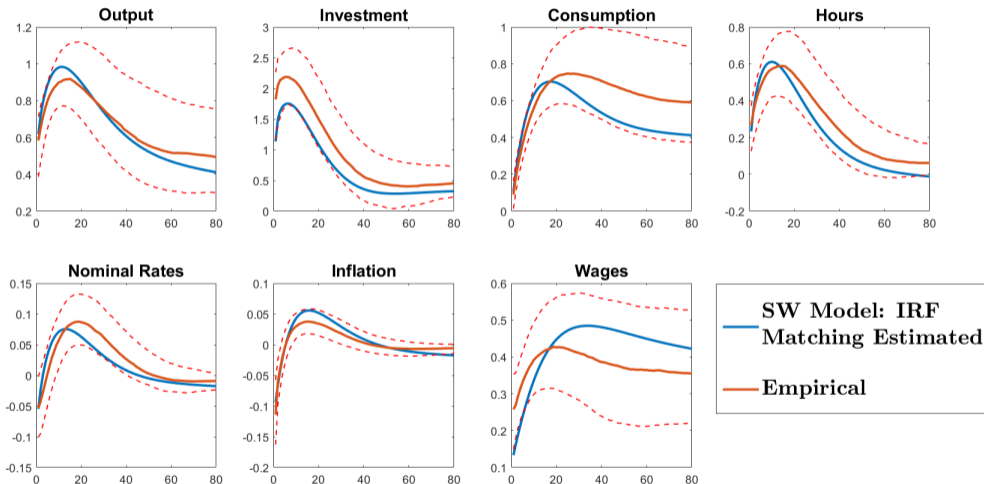 Output
1.2
1
0.8
0.6
0.4
0.2
0 20 40 60 80
Investment
3
2.5
2
1.5
1
0.5
0
0 20 40 60 80
Consumption
1
0.8
0.6
0.4
0.2
0
0 20 40 60 80
Hours
0.8
0.6
0.4
0.2
0
-0.2
0 20 40 60 80
Nominal Rates
0.15
0.1
0.05
0
-0.05
-0.1
-0.15
0 20 40 60 80
Inflation
0.1
0.05
0
-0.05
-0.1
-0.15
-0.2
0 20 40 60 80
Wages
0.6
0.5
0.4
0.3
0.2
0.1
0 20 40 60 80
SW Model: IRF
Matching Estimated
Empirical